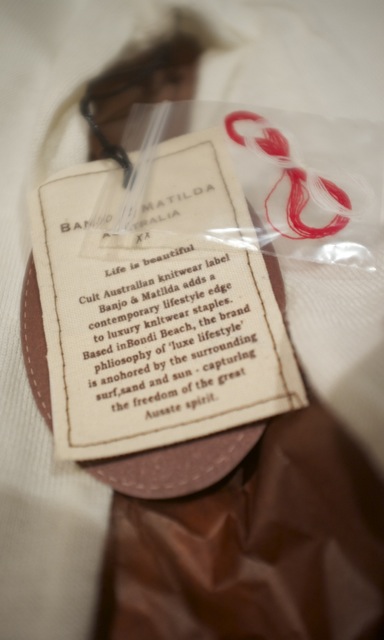 BANJO & MATILDA
AUSTRALIA
XX
Life is beautiful
Cult Australian knitwear label
Banjo & Matilda adds a
contemporary lifestyle edge
to luxury knitwear staples.
Based inBondi Beach, the brand
philosophy of 'luxe lifestyle'
is anohored by the surrounding
surf,sand and sun - capturing
the freedom of the great
Ausste spirit.